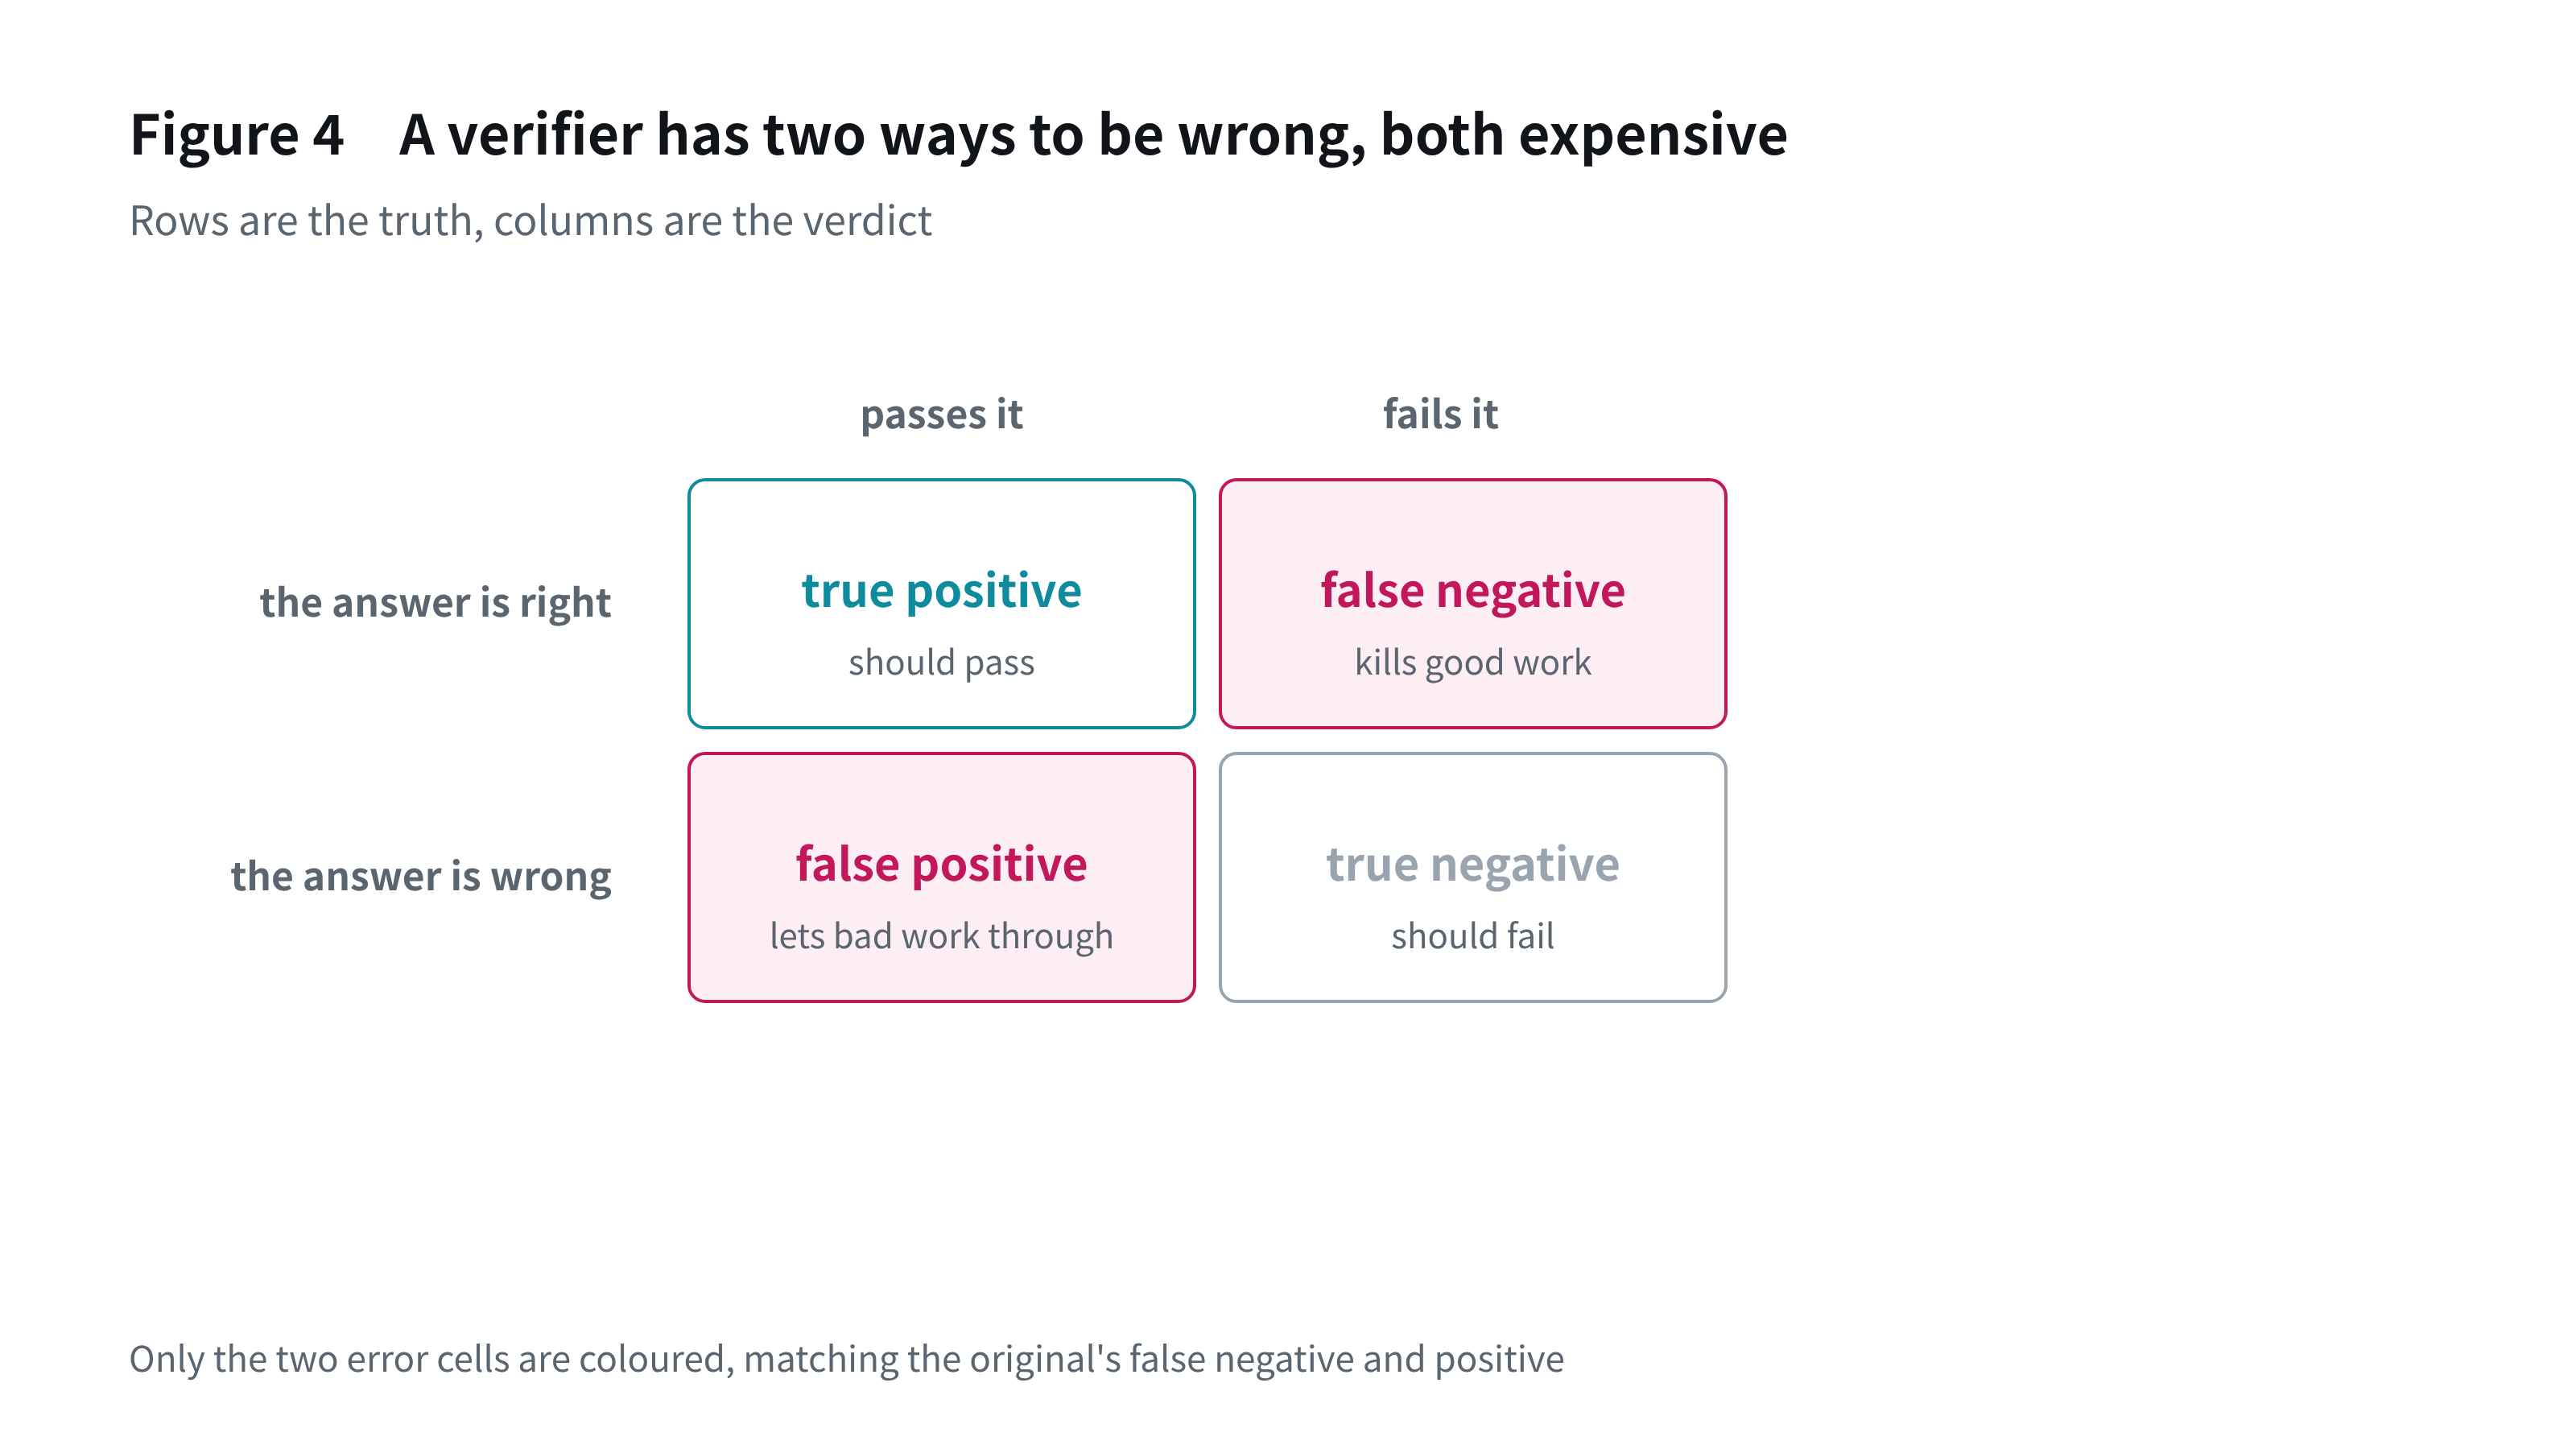 Figure 4 A verifier has two ways to be wrong, both expensive
Rows are the truth, columns are the verdict
passes it fails it
the answer is right
true positive
should pass
false negative
kills good work
the answer is wrong
false positive
lets bad work through
true negative
should fail
Only the two error cells are coloured, matching the original's false negative and positive